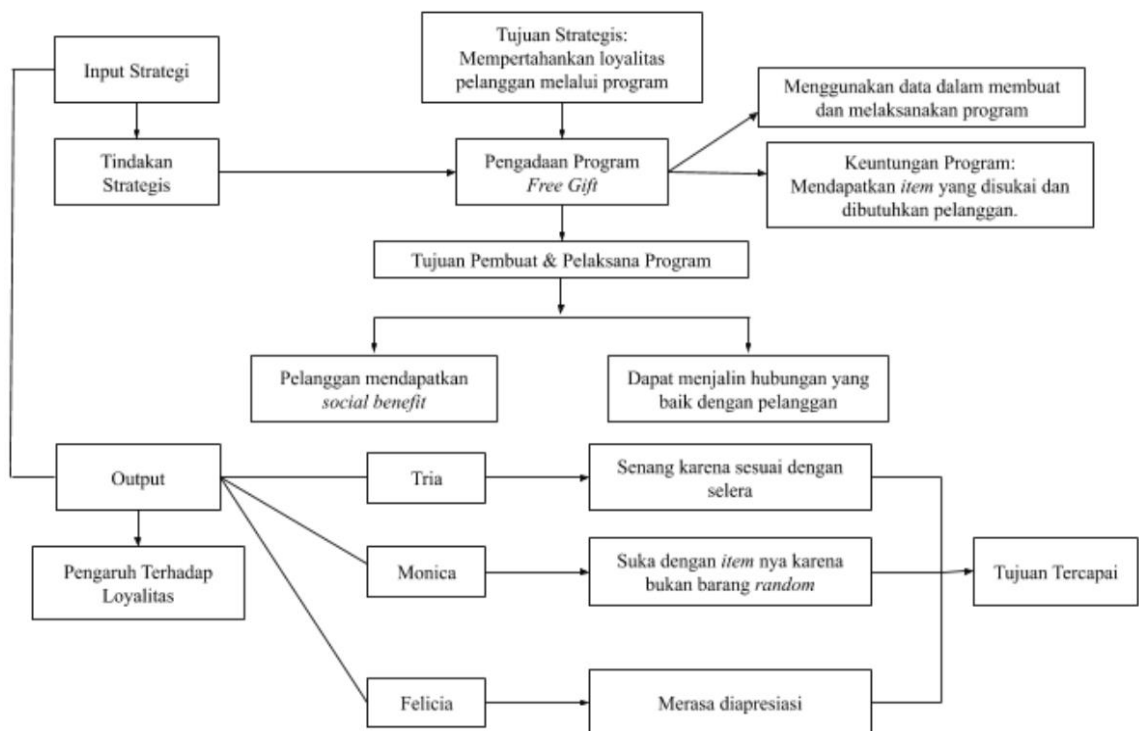 Input Strategi
Tujuan Strategis:
Mempertahankan loyalitas
pelanggan melalui program
Menggunakan data dalam membuat
dan melaksanakan program
Tindakan
Strategis
Pengadaan Program
Free Gift
Keuntungan Program:
Mendapatkan item yang disukai dan
dibutuhkan pelanggan.
Tujuan Pembuat & Pelaksana Program
Pelanggan mendapatkan
social benefit
Dapat menjalin hubungan yang
baik dengan pelanggan
Output
Tria
Senang karena sesuai dengan
selera
Pengaruh Terhadap
Loyalitas
Monica
Suka dengan item nya karena
bukan barang random
Tujuan Tercapai
Felicia
Merasa diapresiasi